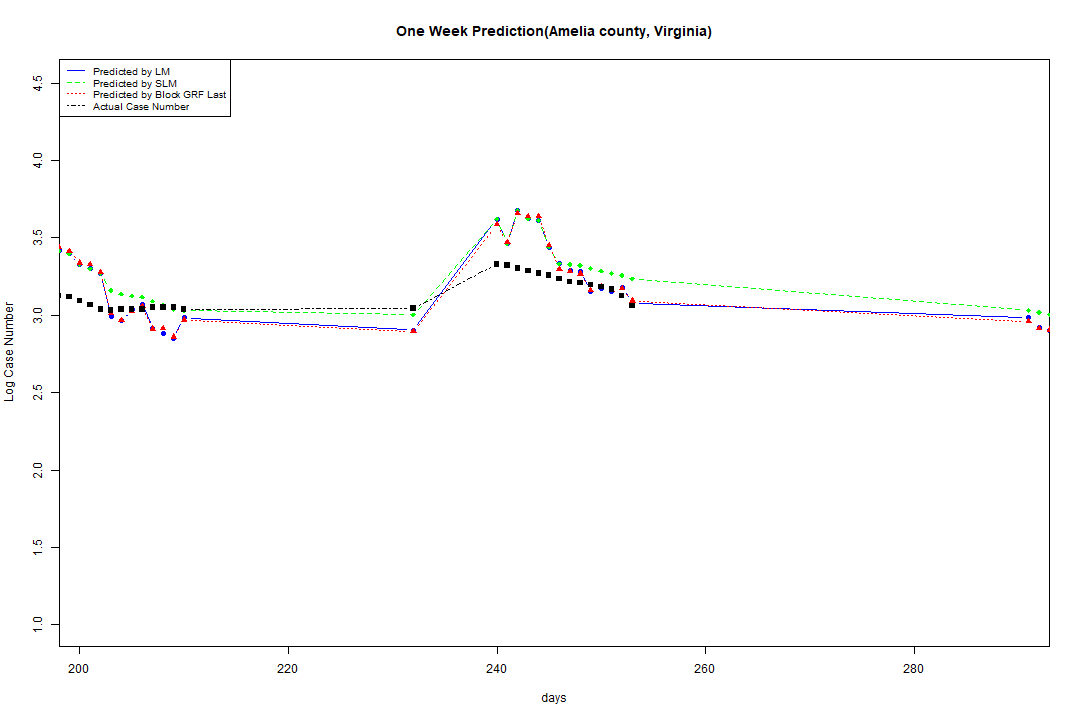 One Week Prediction(Amelia county, Virginia)
Predicted by LM
Predicted by SLM
Predicted by Block GRF Last
Actual Case Number
4.5
4.0
3.5
3.0
2.5
2.0
1.5
1.0
Log Case Number
200 220 240 260 280
days